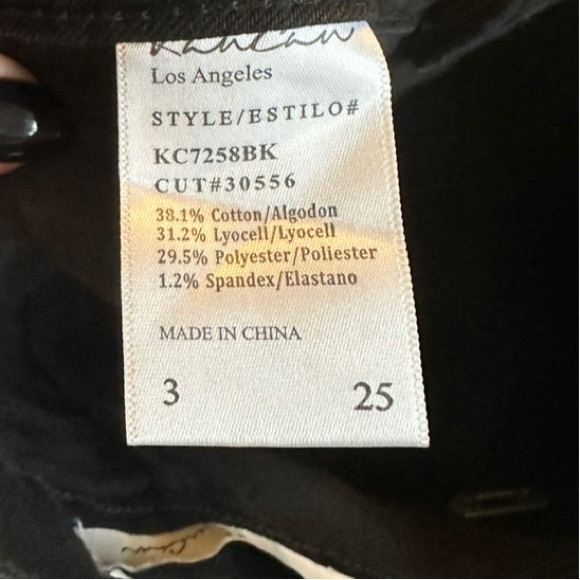 KanCan
Los Angeles
STYLE/ESTILO#
KC7258BK
CUT#30556
38.1% Cotton/Algodon
31.2% Lyocell/Lyocell
29.5% Polyester/Poliester
1.2% Spandex/Elastano
MADE IN CHINA
3 25